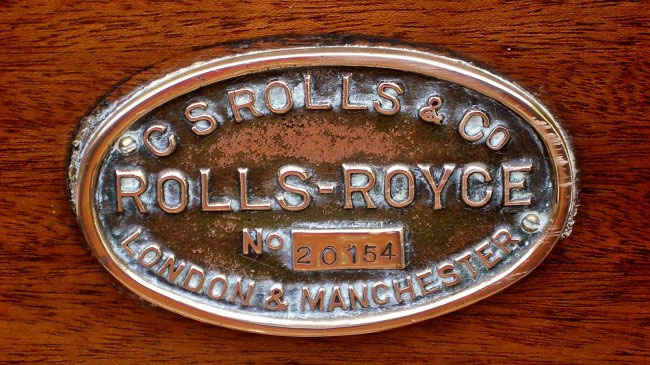 C S ROLLS & Co
ROLLS-ROYCE
No 20154
LONDON & MANCHESTER